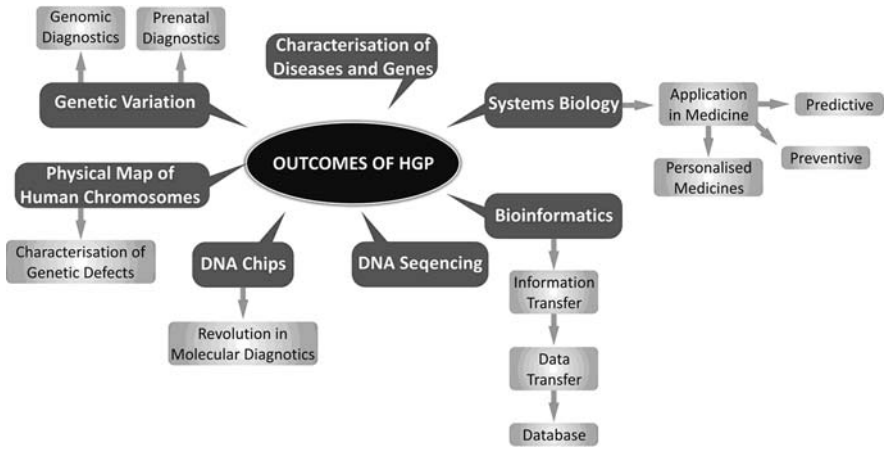 Genomic
Diagnostics
Prenatal
Diagnostics
Genetic Variation
Characterisation of
Diseases and Genes
Systems Biology
Application
in Medicine
Predictive
Preventive
Personalised
Medicines
OUTCOMES OF HGP
Physical Map of
Human Chromosomes
Characterisation of
Genetic Defects
DNA Chips
Revolution in
Molecular Diagnotics
DNA Seqencing
Bioinformatics
Information
Transfer
Data
Transfer
Database